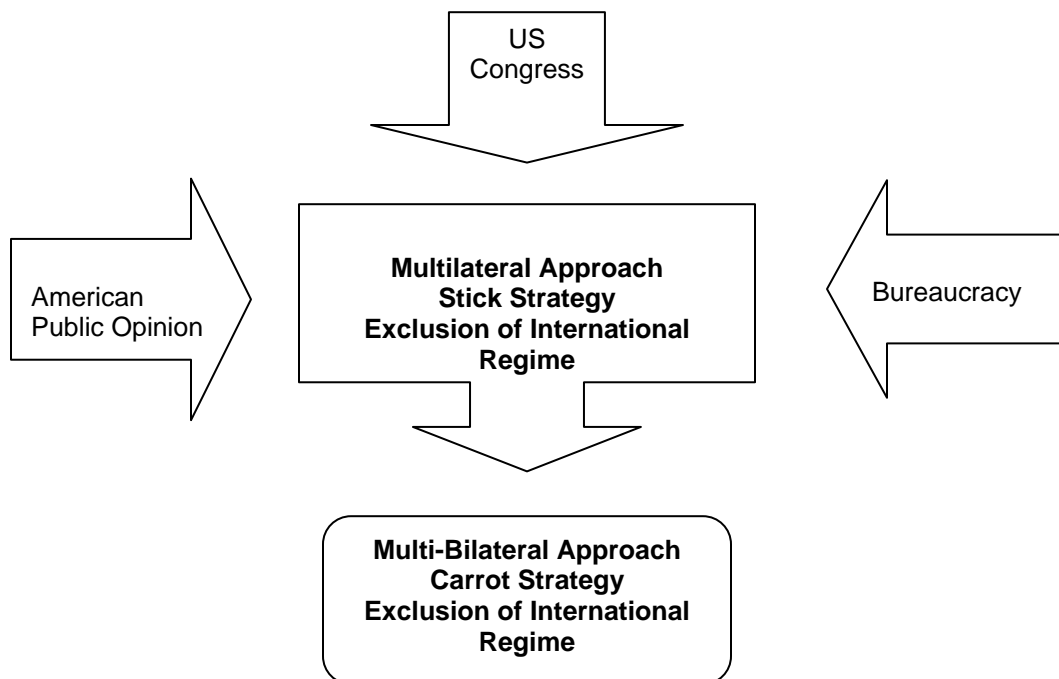 US
Congress
American
Public Opinion
Multilateral Approach
Stick Strategy
Exclusion of International
Regime
Bureaucracy
Multi-Bilateral Approach
Carrot Strategy
Exclusion of International
Regime